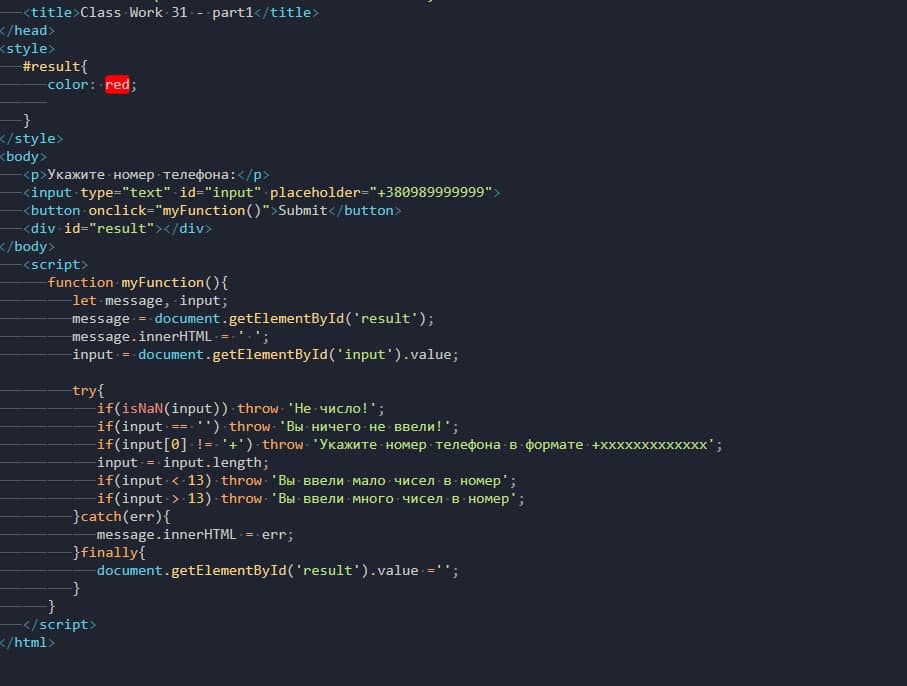 <title>Class Work 31 - part1</title>
</head>
<style>
#result{
color: red;
}
</style>
<body>
<p>Укажите номер телефона:</p>
<input type="text" id="input" placeholder="+380989999999">
<button onclick="myFunction()">Submit</button>
<div id="result"></div>
</body>
<script>
function myFunction(){
let message, input;
message = document.getElementById('result');
message.innerHTML = ' ';
input = document.getElementById('input').value;
try{
if(isNaN(input)) throw 'Не число!';
if(input == '') throw 'Вы ничего не ввели!';
if(input[0] != '+') throw 'Укажите номер телефона в формате +xxxxxxxxxxxxx';
input = input.length;
if(input < 13) throw 'Вы ввели мало чисел в номер';
if(input > 13) throw 'Вы ввели много чисел в номер';
}catch(err){
message.innerHTML = err;
}finally{
document.getElementById('result').value ='';
}
}
</script>
</html>